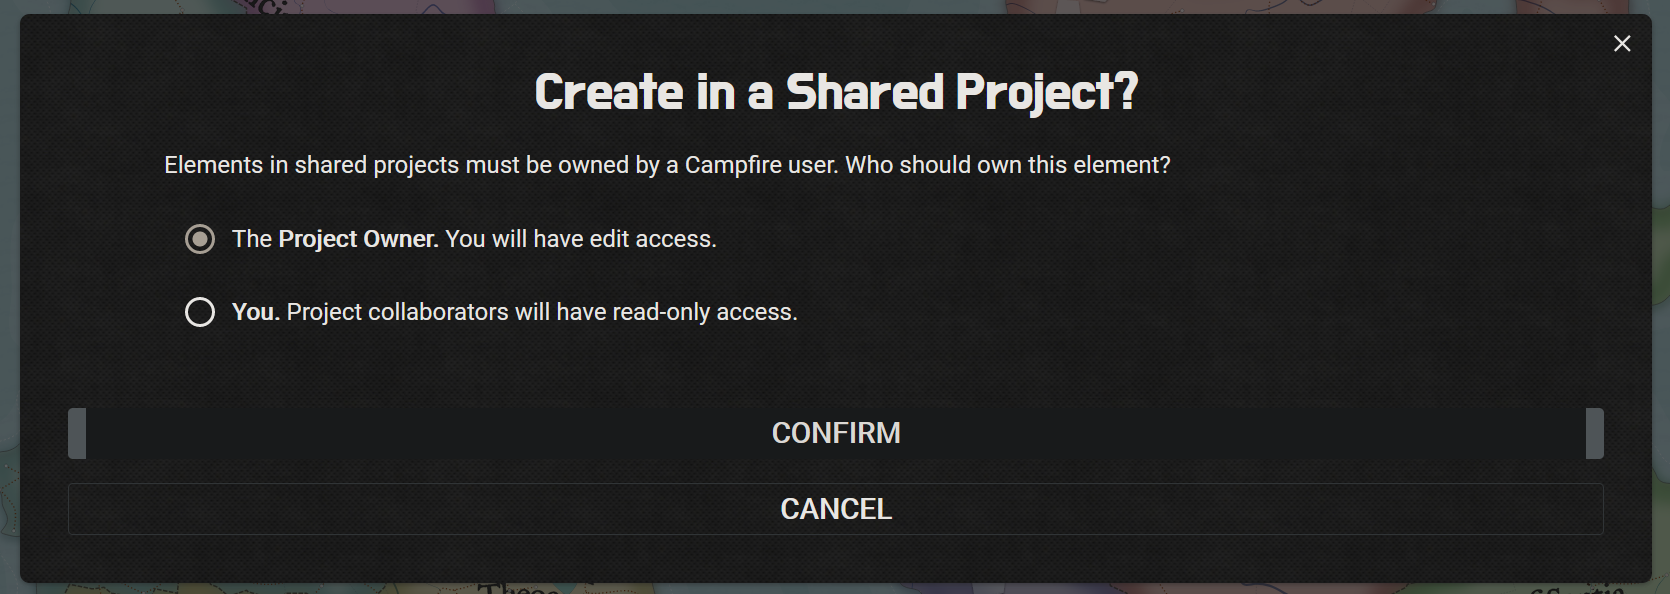 Create in a Shared Project?
Elements in shared projects must be owned by a Campfire user. Who should own this element?
The Project Owner. You will have edit access.
You. Project collaborators will have read-only access.
CONFIRM
CANCEL